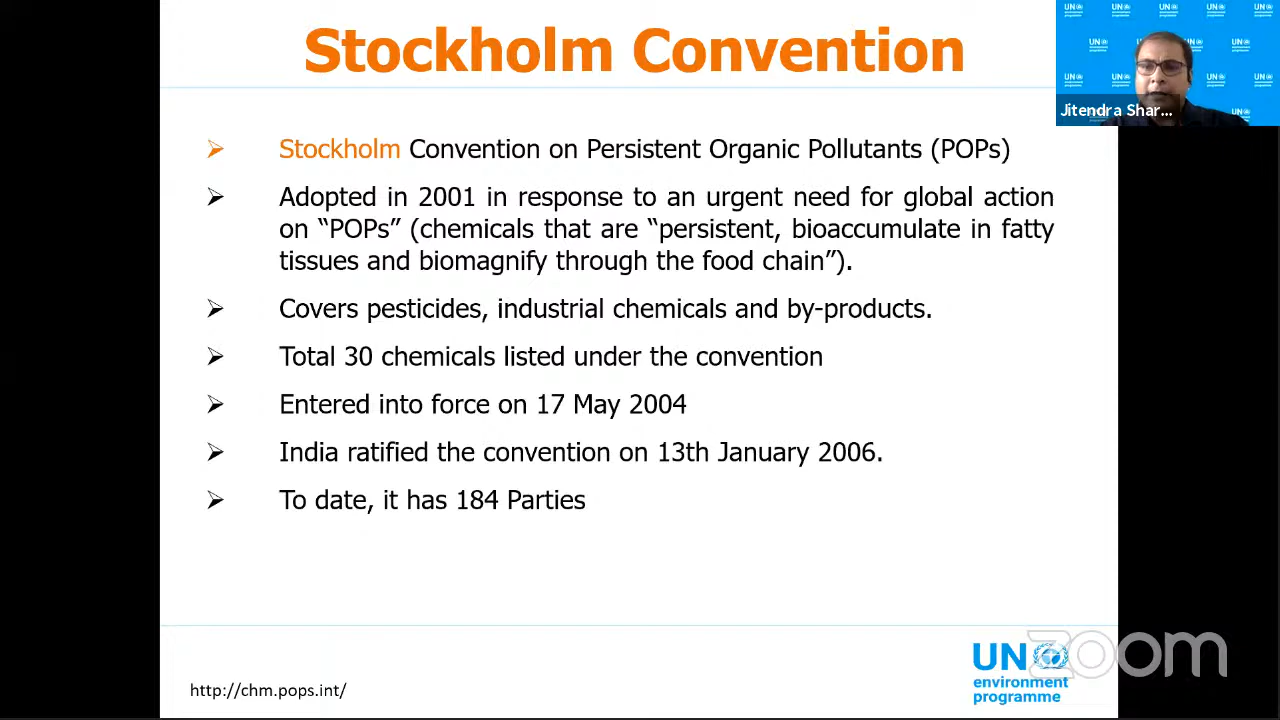 Stockholm Convention
Stockholm Convention on Persistent Organic Pollutants (POPs)
Adopted in 2001 in response to an urgent need for global action
on “POPs” (chemicals that are “persistent, bioaccumulate in fatty
tissues and biomagnify through the food chain”).
Covers pesticides, industrial chemicals and by-products.
Total 30 chemicals listed under the convention
Entered into force on 17 May 2004
India ratified the convention on 13th January 2006.
To date, it has 184 Parties
http://chm.pops.int/
UN
environment
programme
zoom
Jitendra Shar...